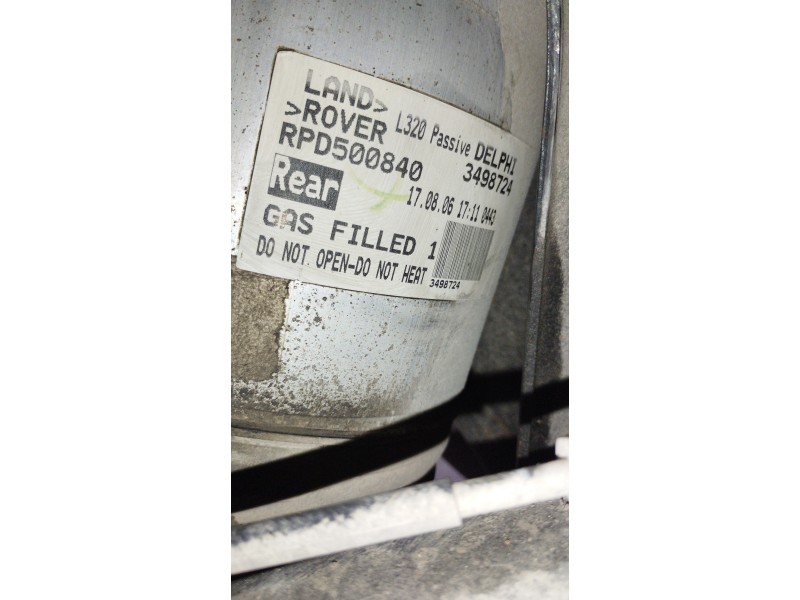 LAND>
>ROVER L320 Passive DELPHI
RPD500840 3498724
Rear 17.08.06 17:11 0443
GAS FILLED 1
DO NOT OPEN-DO NOT HEAT
3498724